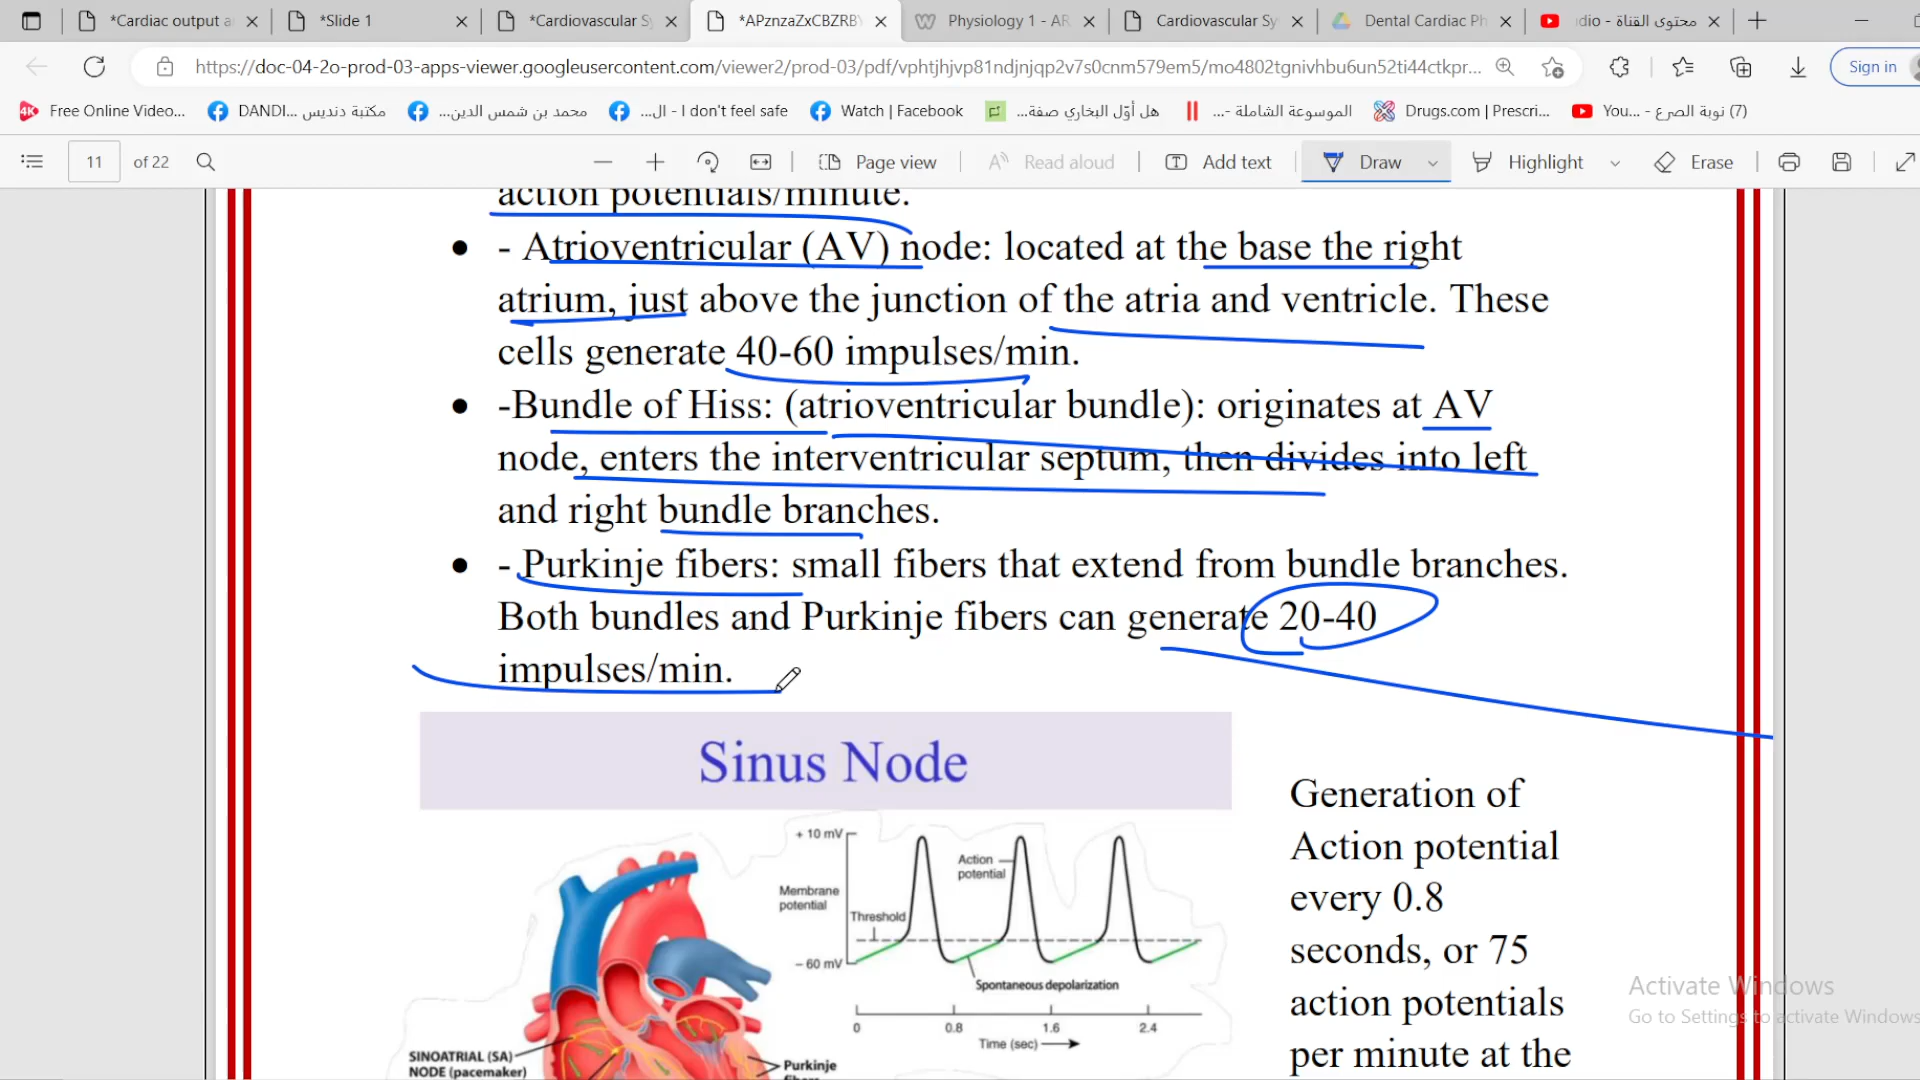 *Cardiac output a
*Slide 1
*Cardiovascular Sy
*APznzaZxCBZRBY
Physiology 1 - AR
Cardiovascular Sy
Dental Cardiac Ph
محتوى القناة - dio
https://doc-04-2o-prod-03-apps-viewer.googleusercontent.com/viewer2/prod-03/pdf/vphtjhjvp81ndjnjqp2v7s0cnm579em5/mo4802tgnivhbu6un52ti44ctkpr...
Sign in
Free Online Video...
DANDI... مكتبة دنديس
محمد بن شمس الدين...
ال... - I don't feel safe
Watch | Facebook
هل أوّل البخاري صفة...
الموسوعة الشاملة -...
Drugs.com | Prescri...
You... - نوبة الصرع (7)
11
of 22
Page view
Read aloud
Add text
Draw
Highlight
Erase
action potentials/minute.
• - Atrioventricular (AV) node: located at the base the right
atrium, just above the junction of the atria and ventricle. These
cells generate 40-60 impulses/min.
• -Bundle of Hiss: (atrioventricular bundle): originates at AV
node, enters the interventricular septum, then divides into left
and right bundle branches.
• - Purkinje fibers: small fibers that extend from bundle branches.
Both bundles and Purkinje fibers can generate 20-40
impulses/min.
Sinus Node
+ 10 mV
Action
potential
Membrane
potential
Threshold
- 60 mV
Spontaneous depolarization
0
0.8
1.6
2.4
Time (sec)
SINOATRIAL (SA)
NODE (pacemaker)
Purkinje
Generation of
Action potential
every 0.8
seconds, or 75
action potentials
per minute at the
Activate Windows
Go to Settings to activate Windows